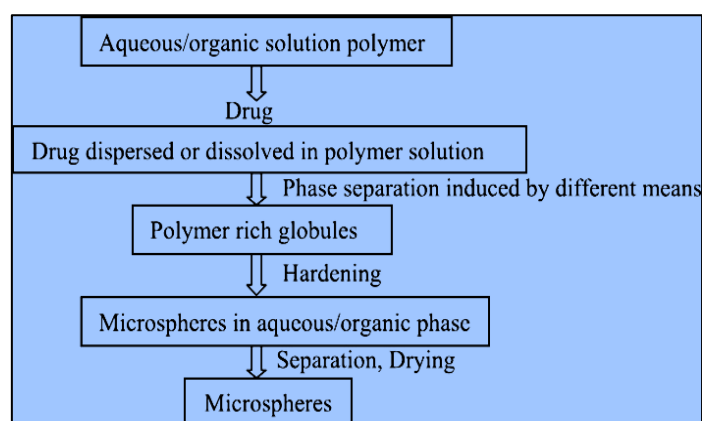 Aqueous/organic solution polymer
Drug
Drug dispersed or dissolved in polymer solution
Phase separation induced by different means
Polymer rich globules
Hardening
Microspheres in aqueous/organic phase
Separation, Drying
Microspheres